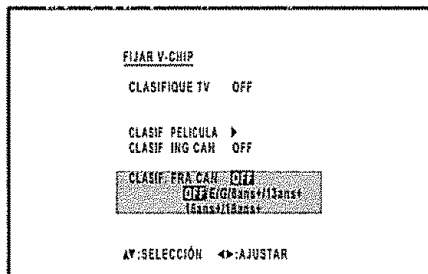 FIJAR V-CHIP
CLASIFIQUE TV OFF
CLASIF PELICULA ▶
CLASIF ING CAN OFF
CLASIF. FRA CAN OFF
OFF E/G/8ans+/13ans+
16ans+/18ans+
▲▼:SELECCIÓN ◀▶:AJUSTAR